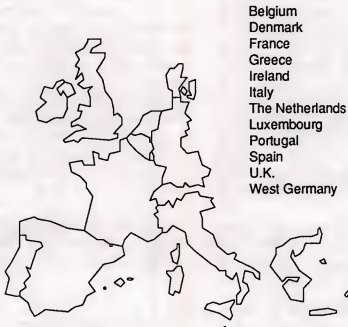 Belgium
Denmark
France
Greece
Ireland
Italy
The Netherlands
Luxembourg
Portugal
Spain
U.K.
West Germany